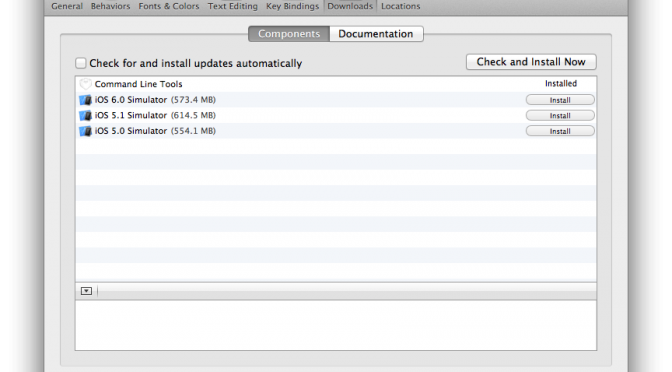 General Behaviors Fonts & Colors Text Editing Key Bindings Downloads Locations
Components Documentation
Check for and install updates automatically Check and Install Now
Command Line Tools Installed
iOS 6.0 Simulator (573.4 MB) Install
iOS 5.1 Simulator (614.5 MB) Install
iOS 5.0 Simulator (554.1 MB) Install